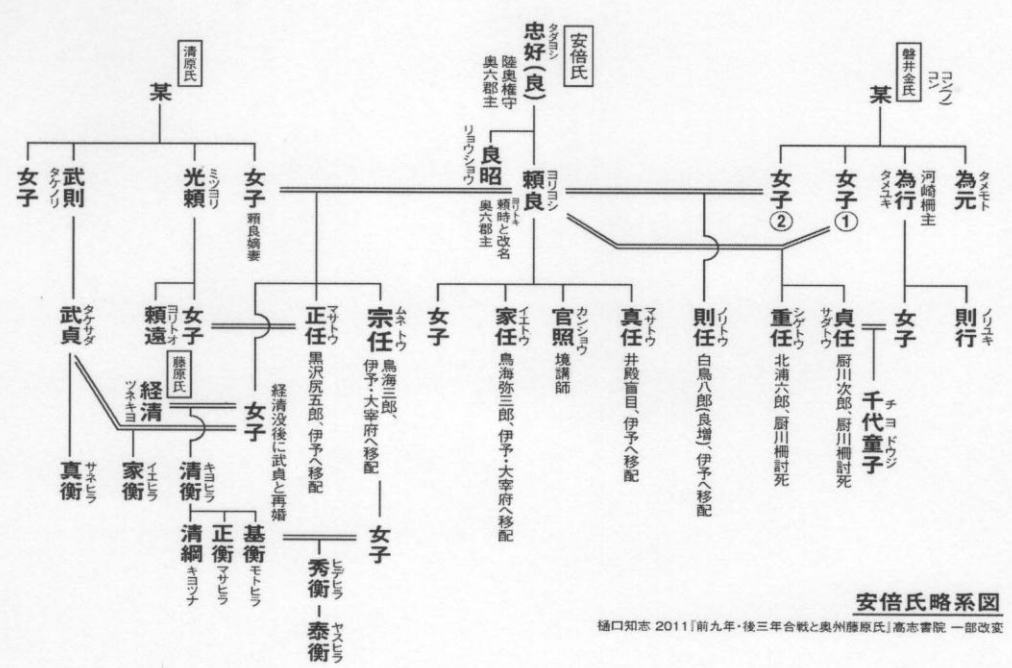 安倍氏
忠好(良)
タダヨシ
陸奥権守
奥六郡主
良昭
リョウショウ
頼良
ヨリヨシ
頼時と改名
ヨリトキ
奥六郡主
清原氏
某
女子
武則
タケノリ
光頼
ミツヨリ
女子
頼良嫡妻
磐井金氏
コン(ノ)
コン
某
女子②
女子①
為行
タメユキ
河崎柵主
為元
タメモト
武貞
タケサダ
頼遠
ヨリトオ
女子
正任
マサトウ
黒沢尻五郎、伊予へ移配
宗任
ムネトウ
鳥海三郎、
伊予・大宰府へ移配
女子
家任
イエトウ
鳥海弥三郎、伊予・大宰府へ移配
官照
カンショウ
境講師
真任
マサトウ
井殿盲目、伊予へ移配
則任
ノリトウ
白鳥八郎(良増)、伊予へ移配
重任
シゲトウ
北浦六郎、厨川柵討死
貞任
サダトウ
厨川次郎、厨川柵討死
女子
則行
ノリユキ
千代童子
チヨドウジ
藤原氏
経清
ツネキヨ
女子
経清没後に武貞と再婚
真衡
サネヒラ
家衡
イエヒラ
清衡
キヨヒラ
清綱
キヨツナ
正衡
マサヒラ
基衡
モトヒラ
女子
秀衡
ヒデヒラ
泰衡
ヤスヒラ
安倍氏略系図
樋口知志 2011『前九年・後三年合戦と奥州藤原氏』高志書院 一部改変